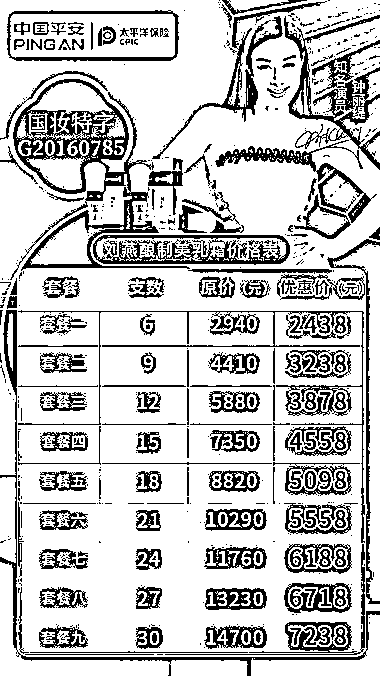 中国平安
PING AN
太平洋保险
CPIC
知名演员
钟丽缇
国妆特字
G20160785
刘燕酿制美乳霜价格表
套餐 支数 原价（元） 优惠价（元）
套餐一 6 2940 2438
套餐二 9 4410 3238
套餐三 12 5880 3878
套餐四 15 7350 4558
套餐五 18 8820 5098
套餐六 21 10290 5558
套餐七 24 11760 6188
套餐八 27 13230 6718
套餐九 30 14700 7238